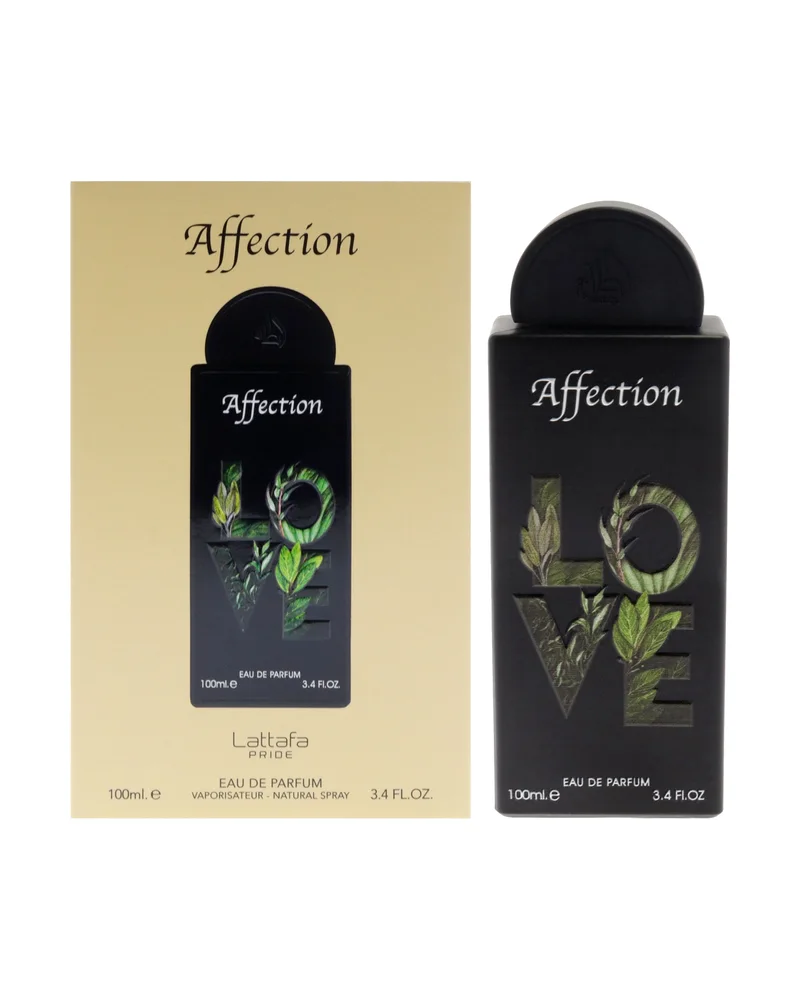 Affection
Affection
LO
VE
EAU DE PARFUM
100ml.e 3.4 Fl.OZ.
Lattafa
PRIDE
EAU DE PARFUM
100ml. e VAPORISATEUR - NATURAL SPRAY 3.4 FL.OZ.
Affection
LO
VE
EAU DE PARFUM
100ml.e 3.4 Fl.OZ